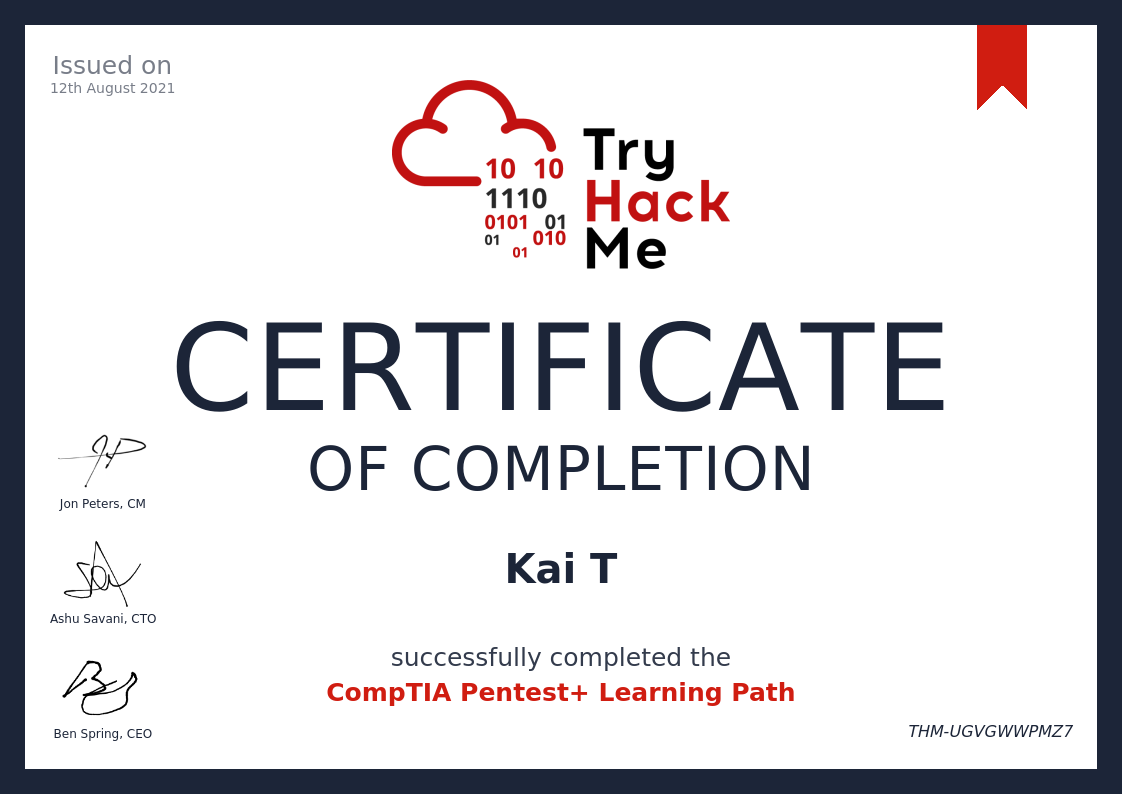 Issued on
12th August 2021
10 10
1110
0101 01
01 010
01
Try
Hack
Me
CERTIFICATE
OF COMPLETION
Jon Peters, CM
Kai T
Ashu Savani, CTO
successfully completed the
CompTIA Pentest+ Learning Path
Ben Spring, CEO
THM-UGVGWWPMZ7